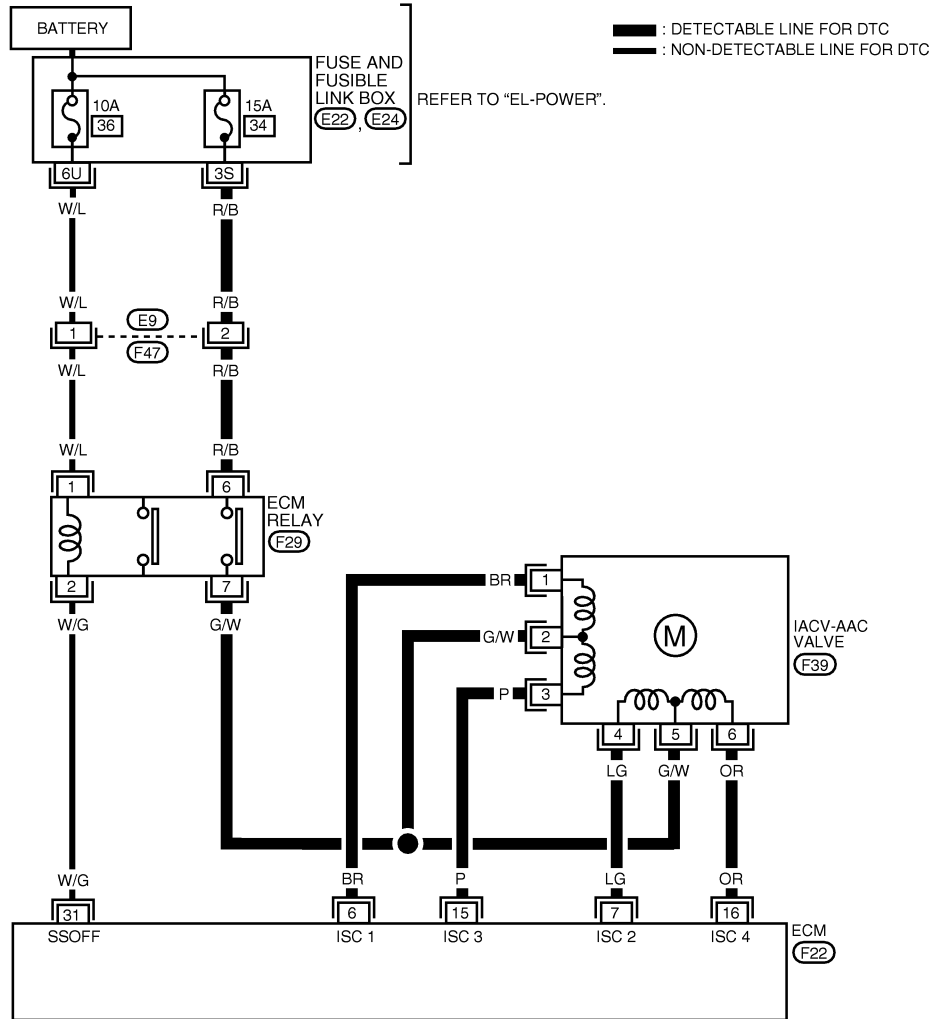 BATTERY
: DETECTABLE LINE FOR DTC
: NON-DETECTABLE LINE FOR DTC
FUSE AND
FUSIBLE
LINK BOX
E22 , E24
REFER TO “EL-POWER”.
10A
36
15A
34
6U
3S
W/L
R/B
W/L
R/B
1
E9
2
F47
W/L
R/B
W/L
R/B
1
6
ECM
RELAY
F29
2
7
W/G
G/W
BR
1
G/W
2
P
3
M
IACV-AAC
VALVE
F39
4
5
6
LG
G/W
OR
W/G
BR
P
LG
OR
31
6
15
7
16
SSOFF
ISC 1
ISC 3
ISC 2
ISC 4
ECM
F22